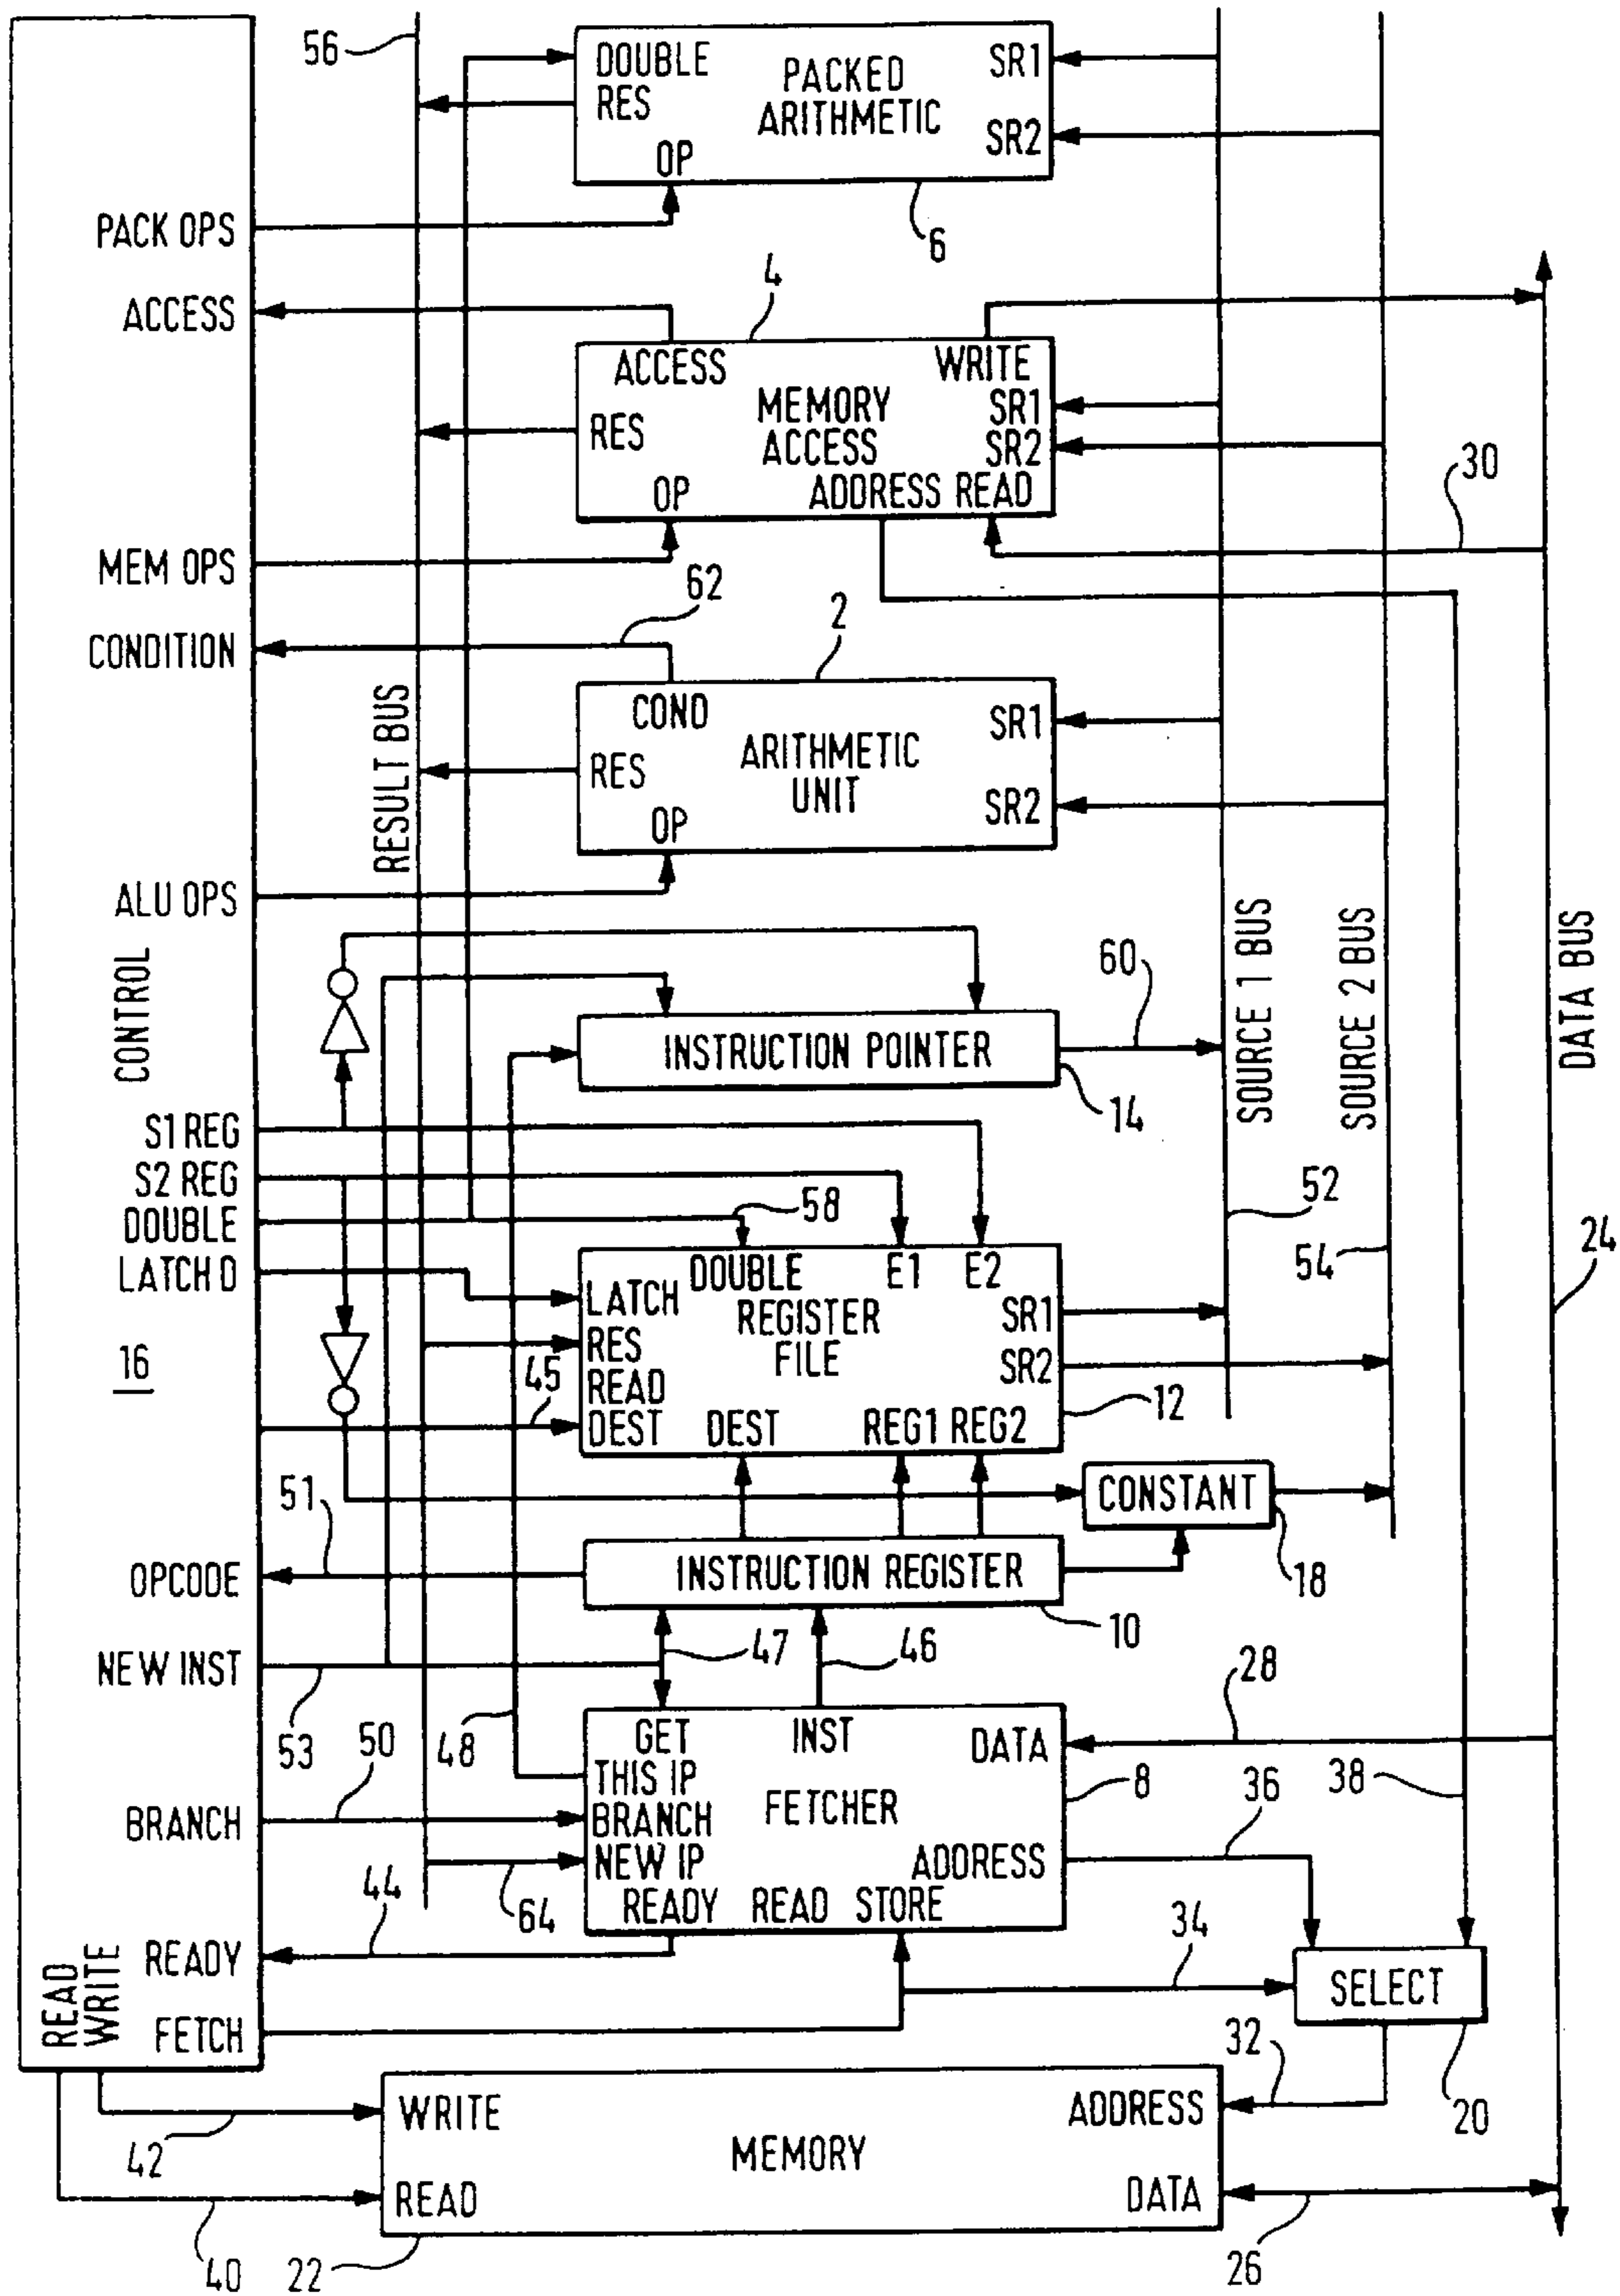 56
DOUBLE
RES
OP
PACKED
ARITHMETIC
SR1
SR2
6
PACK OPS
ACCESS
4
ACCESS
WRITE
RES
MEMORY
ACCESS
SR1
SR2
OP
ADDRESS READ
30
MEM OPS
62
CONDITION
2
COND
RES
ARITHMETIC
UNIT
SR1
SR2
OP
RESULT BUS
ALU OPS
CONTROL
INSTRUCTION POINTER
60
14
SOURCE 1 BUS
SOURCE 2 BUS
DATA BUS
S1 REG
S2 REG
DOUBLE
LATCH D
58
52
54
24
16
DOUBLE
E1
E2
LATCH
RES
READ
DEST
REGISTER
FILE
SR1
SR2
DEST
REG1 REG2
45
12
51
CONSTANT
18
OPCODE
INSTRUCTION REGISTER
10
NEW INST
47
46
53
50
48
28
GET
INST
DATA
THIS IP
BRANCH
NEW IP
FETCHER
ADDRESS
READY
READ STORE
8
36
38
BRANCH
64
44
READY
34
SELECT
FETCH
READ
WRITE
32
20
WRITE
ADDRESS
MEMORY
READ
DATA
42
40
22
26